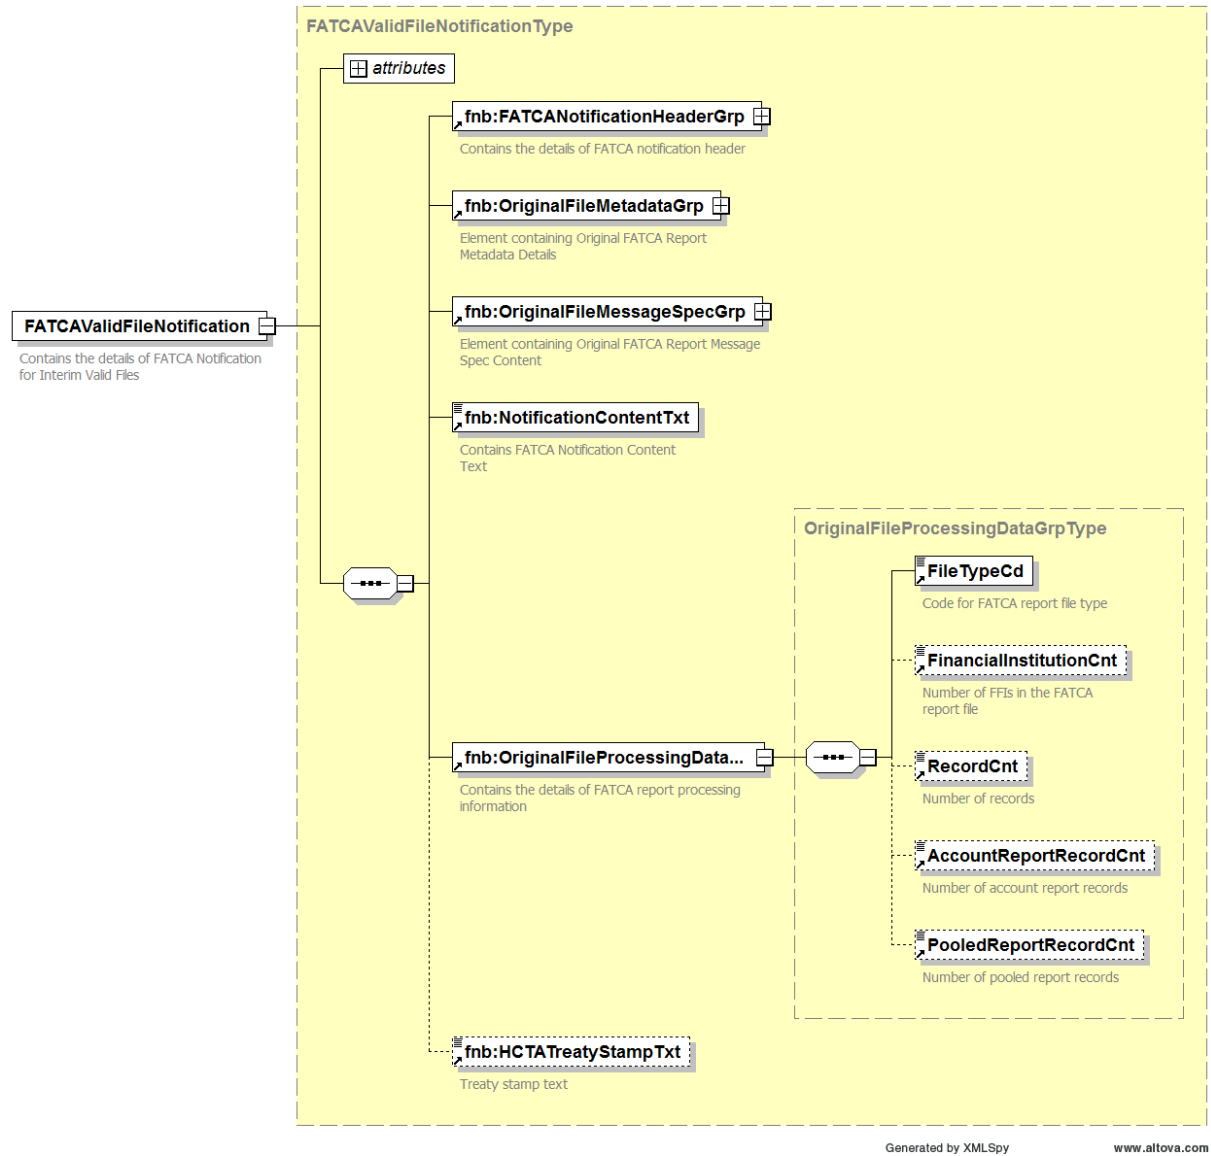 FATCAValidFileNotificationType
attributes
fnb:FATCANotificationHeaderGrp
Contains the details of FATCA notification header
fnb:OriginalFileMetadataGrp
Element containing Original FATCA Report
Metadata Details
fnb:OriginalFileMessageSpecGrp
Element containing Original FATCA Report Message
Spec Content
FATCAValidFileNotification
Contains the details of FATCA Notification
for Interim Valid Files
fnb:NotificationContentTxt
Contains FATCA Notification Content
Text
OriginalFileProcessingDataGrpType
FileTypeCd
Code for FATCA report file type
FinancialInstitutionCnt
Number of FFIs in the FATCA
report file
fnb:OriginalFileProcessingData...
Contains the details of FATCA report processing
information
RecordCnt
Number of records
AccountReportRecordCnt
Number of account report records
PooledReportRecordCnt
Number of pooled report records
fnb:HCTATreatyStampTxt
Treaty stamp text
Generated by XMLSpy
www.altova.com